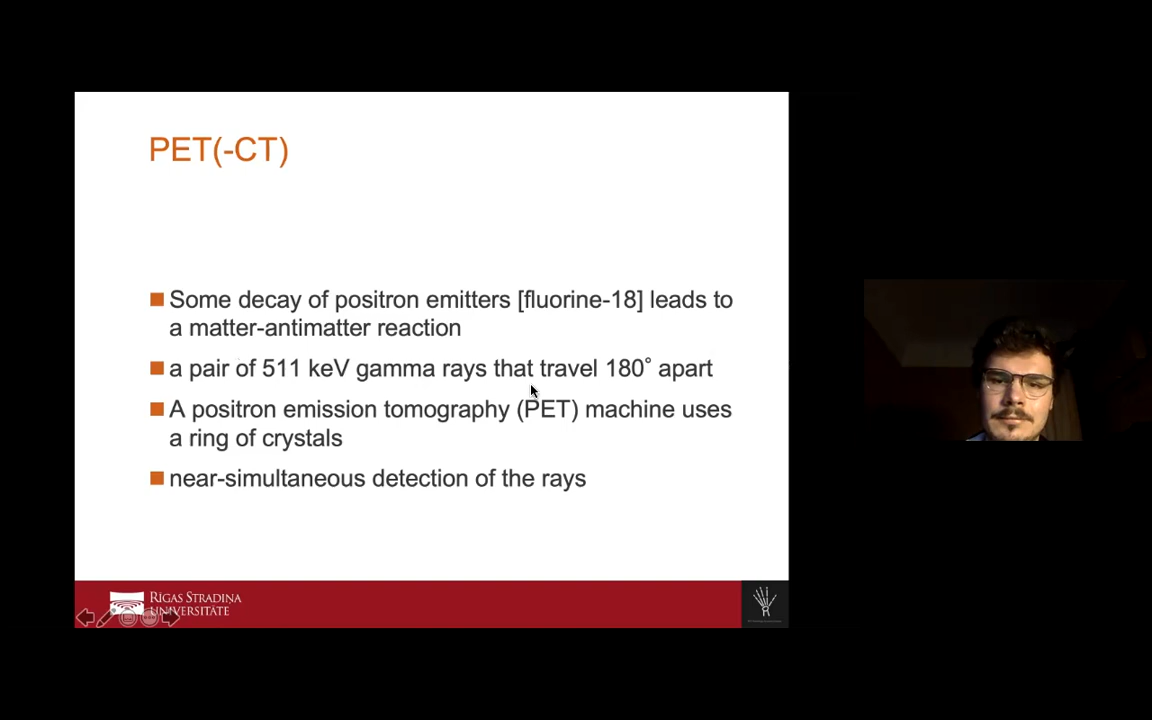 PET(-CT)
Some decay of positron emitters [fluorine-18] leads to
a matter-antimatter reaction
a pair of 511 keV gamma rays that travel 180° apart
A positron emission tomography (PET) machine uses
a ring of crystals
near-simultaneous detection of the rays
RĪGAS STRADIŅA
UNIVERSITĀTE